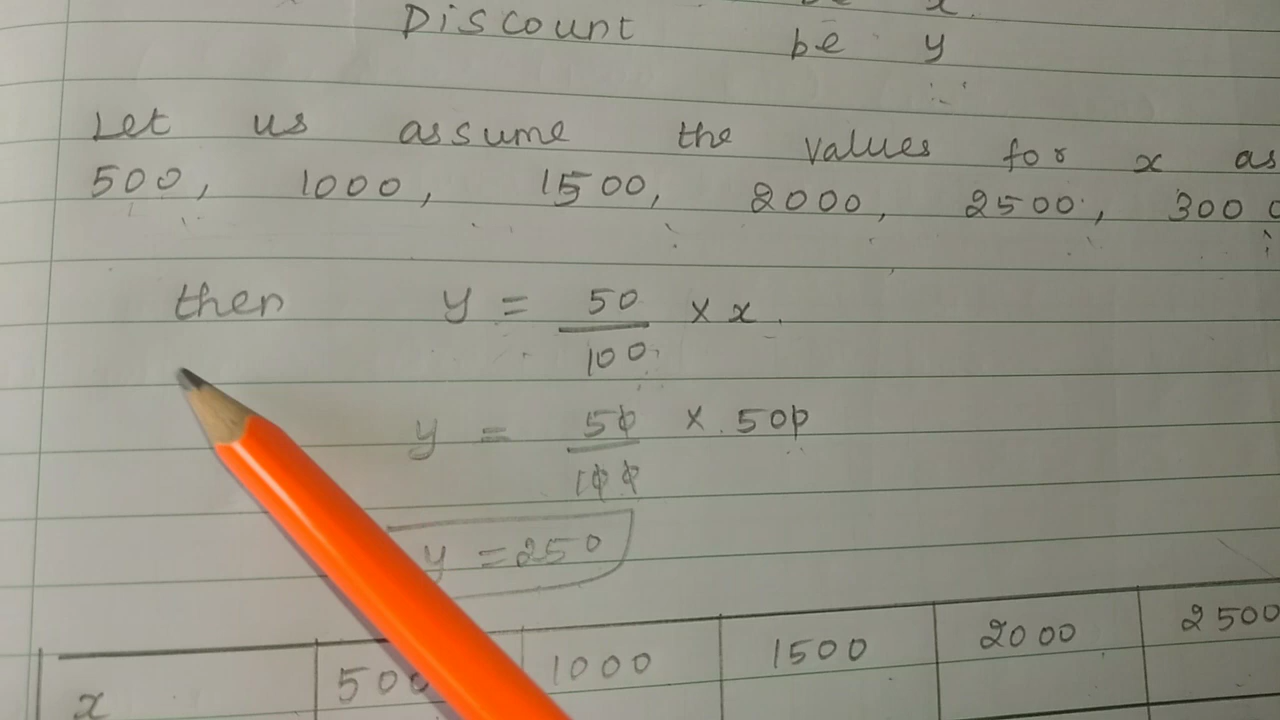 x.
Discount be y
Let us assume the values for x as
500, 1000, 1500, 2000, 2500, 3000
then y = 50/100 × x.
y = 50/100 × 500
y = 250
x 500 1000 1500 2000 2500